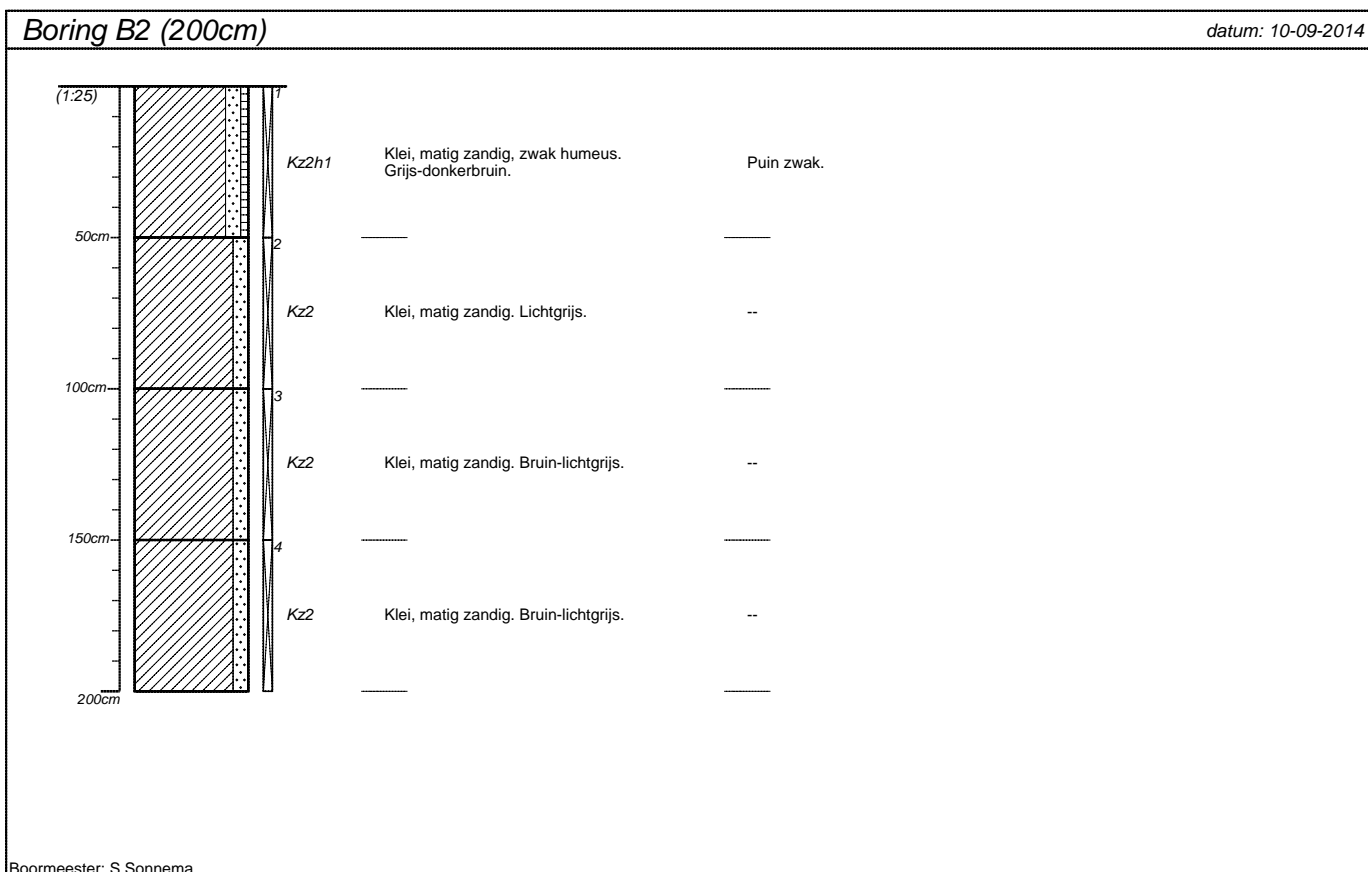 Boring B2 (200cm)
datum: 10-09-2014
(1:25)
1
Kz2h1
Klei, matig zandig, zwak humeus.
Grijs-donkerbruin.
Puin zwak.
50cm
2
Kz2
Klei, matig zandig. Lichtgrijs.
--
100cm
3
Kz2
Klei, matig zandig. Bruin-lichtgrijs.
--
150cm
4
Kz2
Klei, matig zandig. Bruin-lichtgrijs.
--
200cm
Boormeester: S.Sonnema